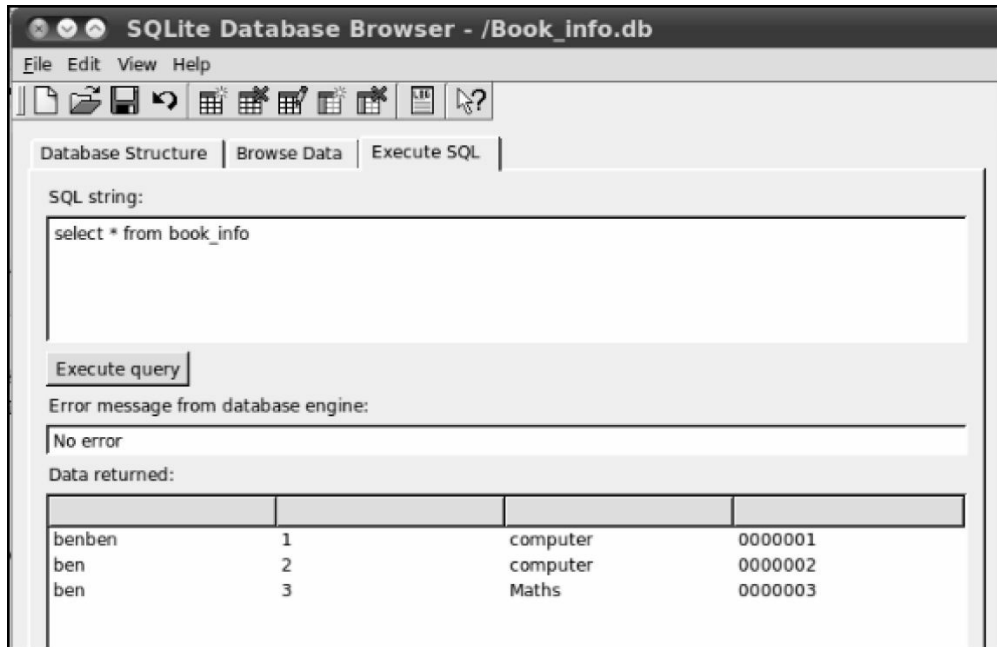 SQLite Database Browser - /Book_info.db
File Edit View Help
Database Structure Browse Data Execute SQL
SQL string:
select * from book_info
Execute query
Error message from database engine:
No error
Data returned:
benben 1 computer 0000001
ben 2 computer 0000002
ben 3 Maths 0000003